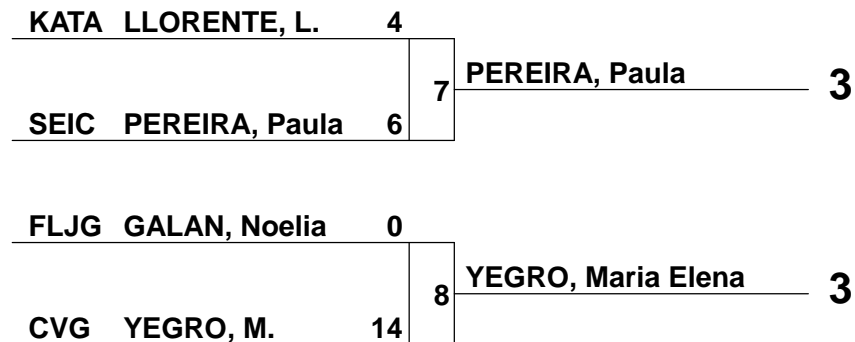 KATA LLORENTE, L. 4
7 PEREIRA, Paula 3
SEIC PEREIRA, Paula 6
FLJG GALAN, Noelia 0
8 YEGRO, Maria Elena 3
CVG YEGRO, M. 14